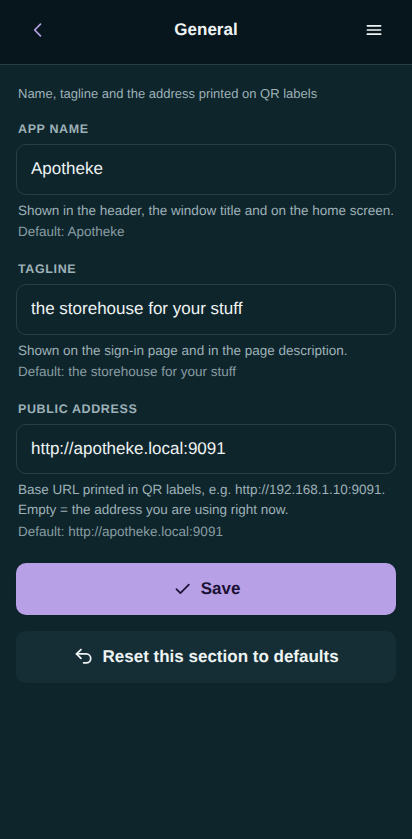 General
Name, tagline and the address printed on QR labels
APP NAME
Apotheke
Shown in the header, the window title and on the home screen.
Default: Apotheke
TAGLINE
the storehouse for your stuff
Shown on the sign-in page and in the page description.
Default: the storehouse for your stuff
PUBLIC ADDRESS
http://apotheke.local:9091
Base URL printed in QR labels, e.g. http://192.168.1.10:9091.
Empty = the address you are using right now.
Default: http://apotheke.local:9091
Save
Reset this section to defaults